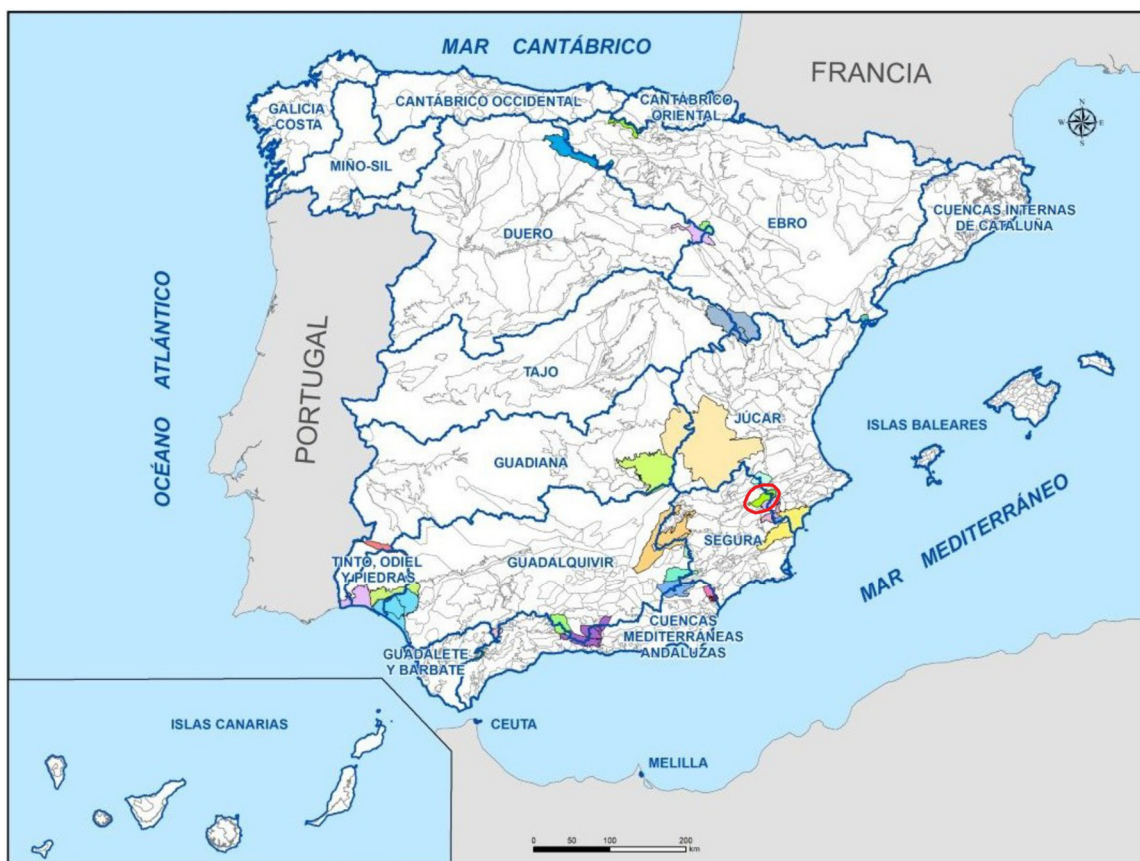 MAR CANTÁBRICO
FRANCIA
GALICIA
COSTA
CANTÁBRICO OCCIDENTAL
CANTÁBRICO
ORIENTAL
N
W
E
S
MIÑO-SIL
DUERO
EBRO
CUENCAS INTERNAS
DE CATALUÑA
OCÉANO ATLÁNTICO
PORTUGAL
TAJO
JÚCAR
ISLAS BALEARES
GUADIANA
MAR MEDITERRÁNEO
SEGURA
TINTO, ODIEL
Y PIEDRAS
GUADALQUIVIR
CUENCAS
MEDITERRÁNEAS
ANDALUZAS
GUADALETE
Y BARBATE
ISLAS CANARIAS
CEUTA
MELILLA
0 50 100 200
km